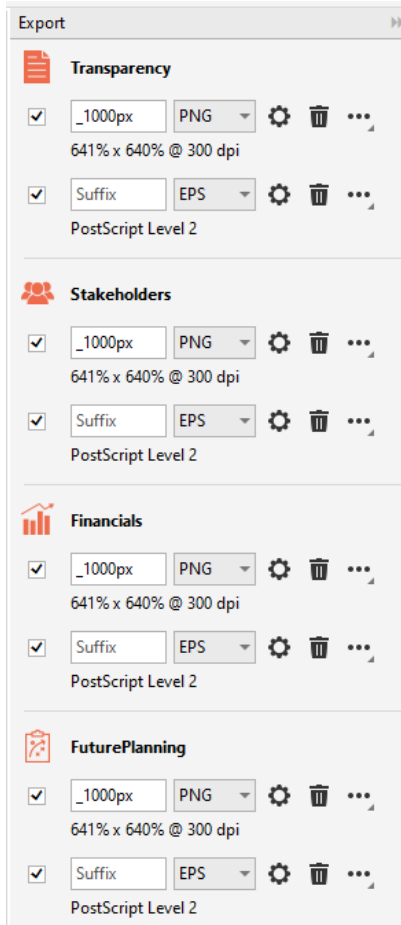 Export
Transparency
_1000px PNG
641% x 640% @ 300 dpi
Suffix EPS
PostScript Level 2
Stakeholders
_1000px PNG
641% x 640% @ 300 dpi
Suffix EPS
PostScript Level 2
Financials
_1000px PNG
641% x 640% @ 300 dpi
Suffix EPS
PostScript Level 2
FuturePlanning
_1000px PNG
641% x 640% @ 300 dpi
Suffix EPS
PostScript Level 2